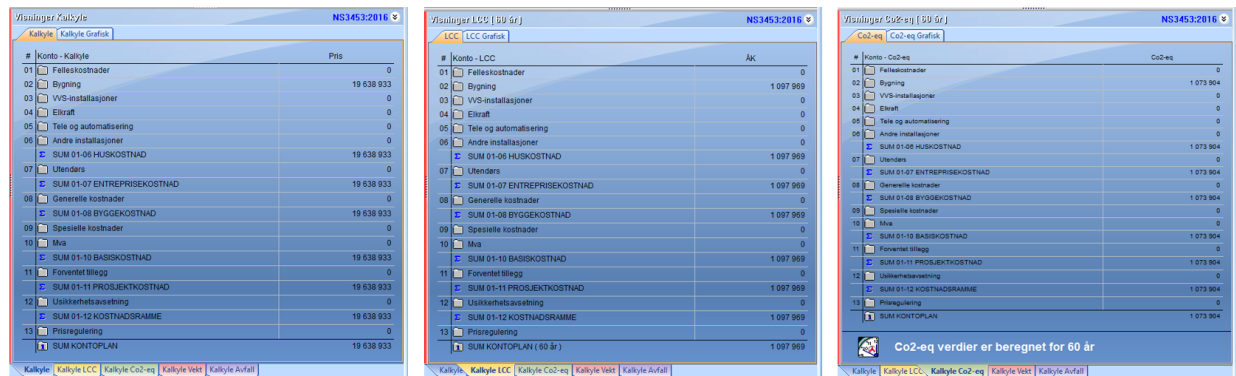 Visninger Kalkyle NS3453:2016
Kalkyle Kalkyle Grafisk
# Konto - Kalkyle Pris
01 Felleskostnader 0
02 Bygning 19 638 933
03 VVS-installasjoner 0
04 Elkraft 0
05 Tele og automatisering 0
06 Andre installasjoner 0
Σ SUM 01-06 HUSKOSTNAD 19 638 933
07 Utendørs 0
Σ SUM 01-07 ENTREPRISEKOSTNAD 19 638 933
08 Generelle kostnader 0
Σ SUM 01-08 BYGGEKOSTNAD 19 638 933
09 Spesielle kostnader 0
10 Mva 0
Σ SUM 01-10 BASISKOSTNAD 19 638 933
11 Forventet tillegg 0
Σ SUM 01-11 PROSJEKTKOSTNAD 19 638 933
12 Usikkerhetsavsetning 0
Σ SUM 01-12 KOSTNADSRAMME 19 638 933
13 Prisregulering 0
SUM KONTOPLAN 19 638 933
Kalkyle Kalkyle LCC Kalkyle Co2-eq Kalkyle Vekt Kalkyle Avfall
Visninger LCC [ 60 år ] NS3453:2016
LCC LCC Grafisk
# Konto - LCC ÅK
01 Felleskostnader 0
02 Bygning 1 097 969
03 VVS-installasjoner 0
04 Elkraft 0
05 Tele og automatisering 0
06 Andre installasjoner 0
Σ SUM 01-06 HUSKOSTNAD 1 097 969
07 Utendørs 0
Σ SUM 01-07 ENTREPRISEKOSTNAD 1 097 969
08 Generelle kostnader 0
Σ SUM 01-08 BYGGEKOSTNAD 1 097 969
09 Spesielle kostnader 0
10 Mva 0
Σ SUM 01-10 BASISKOSTNAD 1 097 969
11 Forventet tillegg 0
Σ SUM 01-11 PROSJEKTKOSTNAD 1 097 969
12 Usikkerhetsavsetning 0
Σ SUM 01-12 KOSTNADSRAMME 1 097 969
13 Prisregulering 0
SUM KONTOPLAN ( 60 år ) 1 097 969
Kalkyle Kalkyle LCC Kalkyle Co2-eq Kalkyle Vekt Kalkyle Avfall
Visninger Co2-eq [ 60 år ] NS3453:2016
Co2-eq Co2-eq Grafisk
# Konto - Co2-eq Co2-eq
01 Felleskostnader 0
02 Bygning 1 073 904
03 VVS-installasjoner 0
04 Elkraft 0
05 Tele og automatisering 0
06 Andre installasjoner 0
Σ SUM 01-06 HUSKOSTNAD 1 073 904
07 Utendørs 0
Σ SUM 01-07 ENTREPRISEKOSTNAD 1 073 904
08 Generelle kostnader 0
Σ SUM 01-08 BYGGEKOSTNAD 1 073 904
09 Spesielle kostnader 0
10 Mva 0
Σ SUM 01-10 BASISKOSTNAD 1 073 904
11 Forventet tillegg 0
Σ SUM 01-11 PROSJEKTKOSTNAD 1 073 904
12 Usikkerhetsavsetning 0
Σ SUM 01-12 KOSTNADSRAMME 1 073 904
13 Prisregulering 0
SUM KONTOPLAN 1 073 904
Co2-eq verdier er beregnet for 60 år
Kalkyle Kalkyle LCC Kalkyle Co2-eq Kalkyle Vekt Kalkyle Avfall